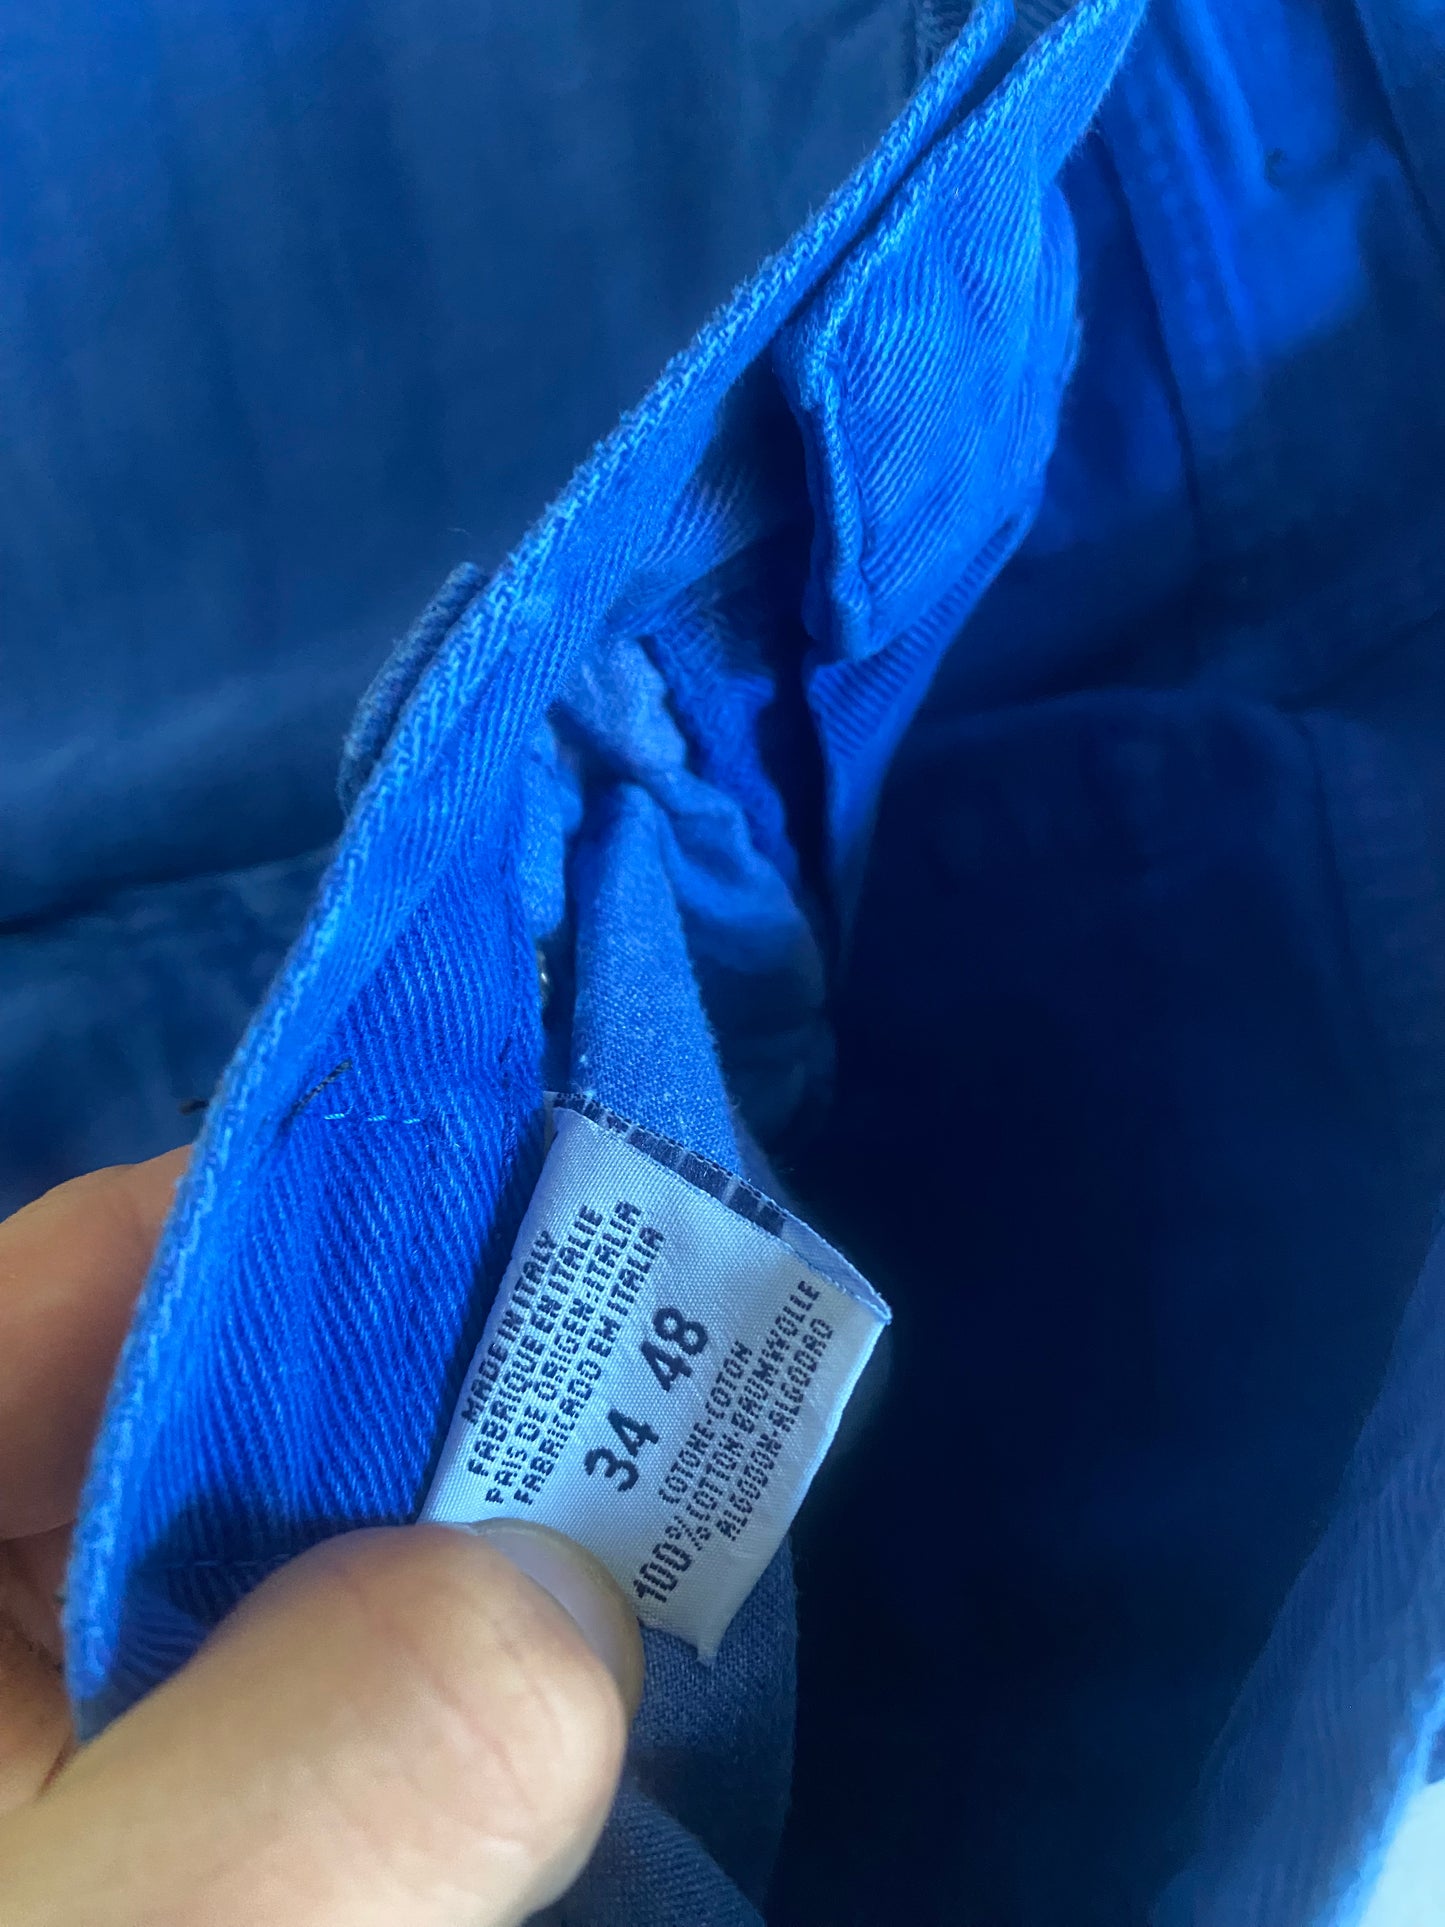 MADE IN ITALY
FABRIQUE EN ITALIE
PAIS DE ORIGEN:ITALIA
FABRICADO EM ITALIA
34 48
COTONE-COTON
100% COTTON-BAUMWOLLE
ALGODON-ALGODRO